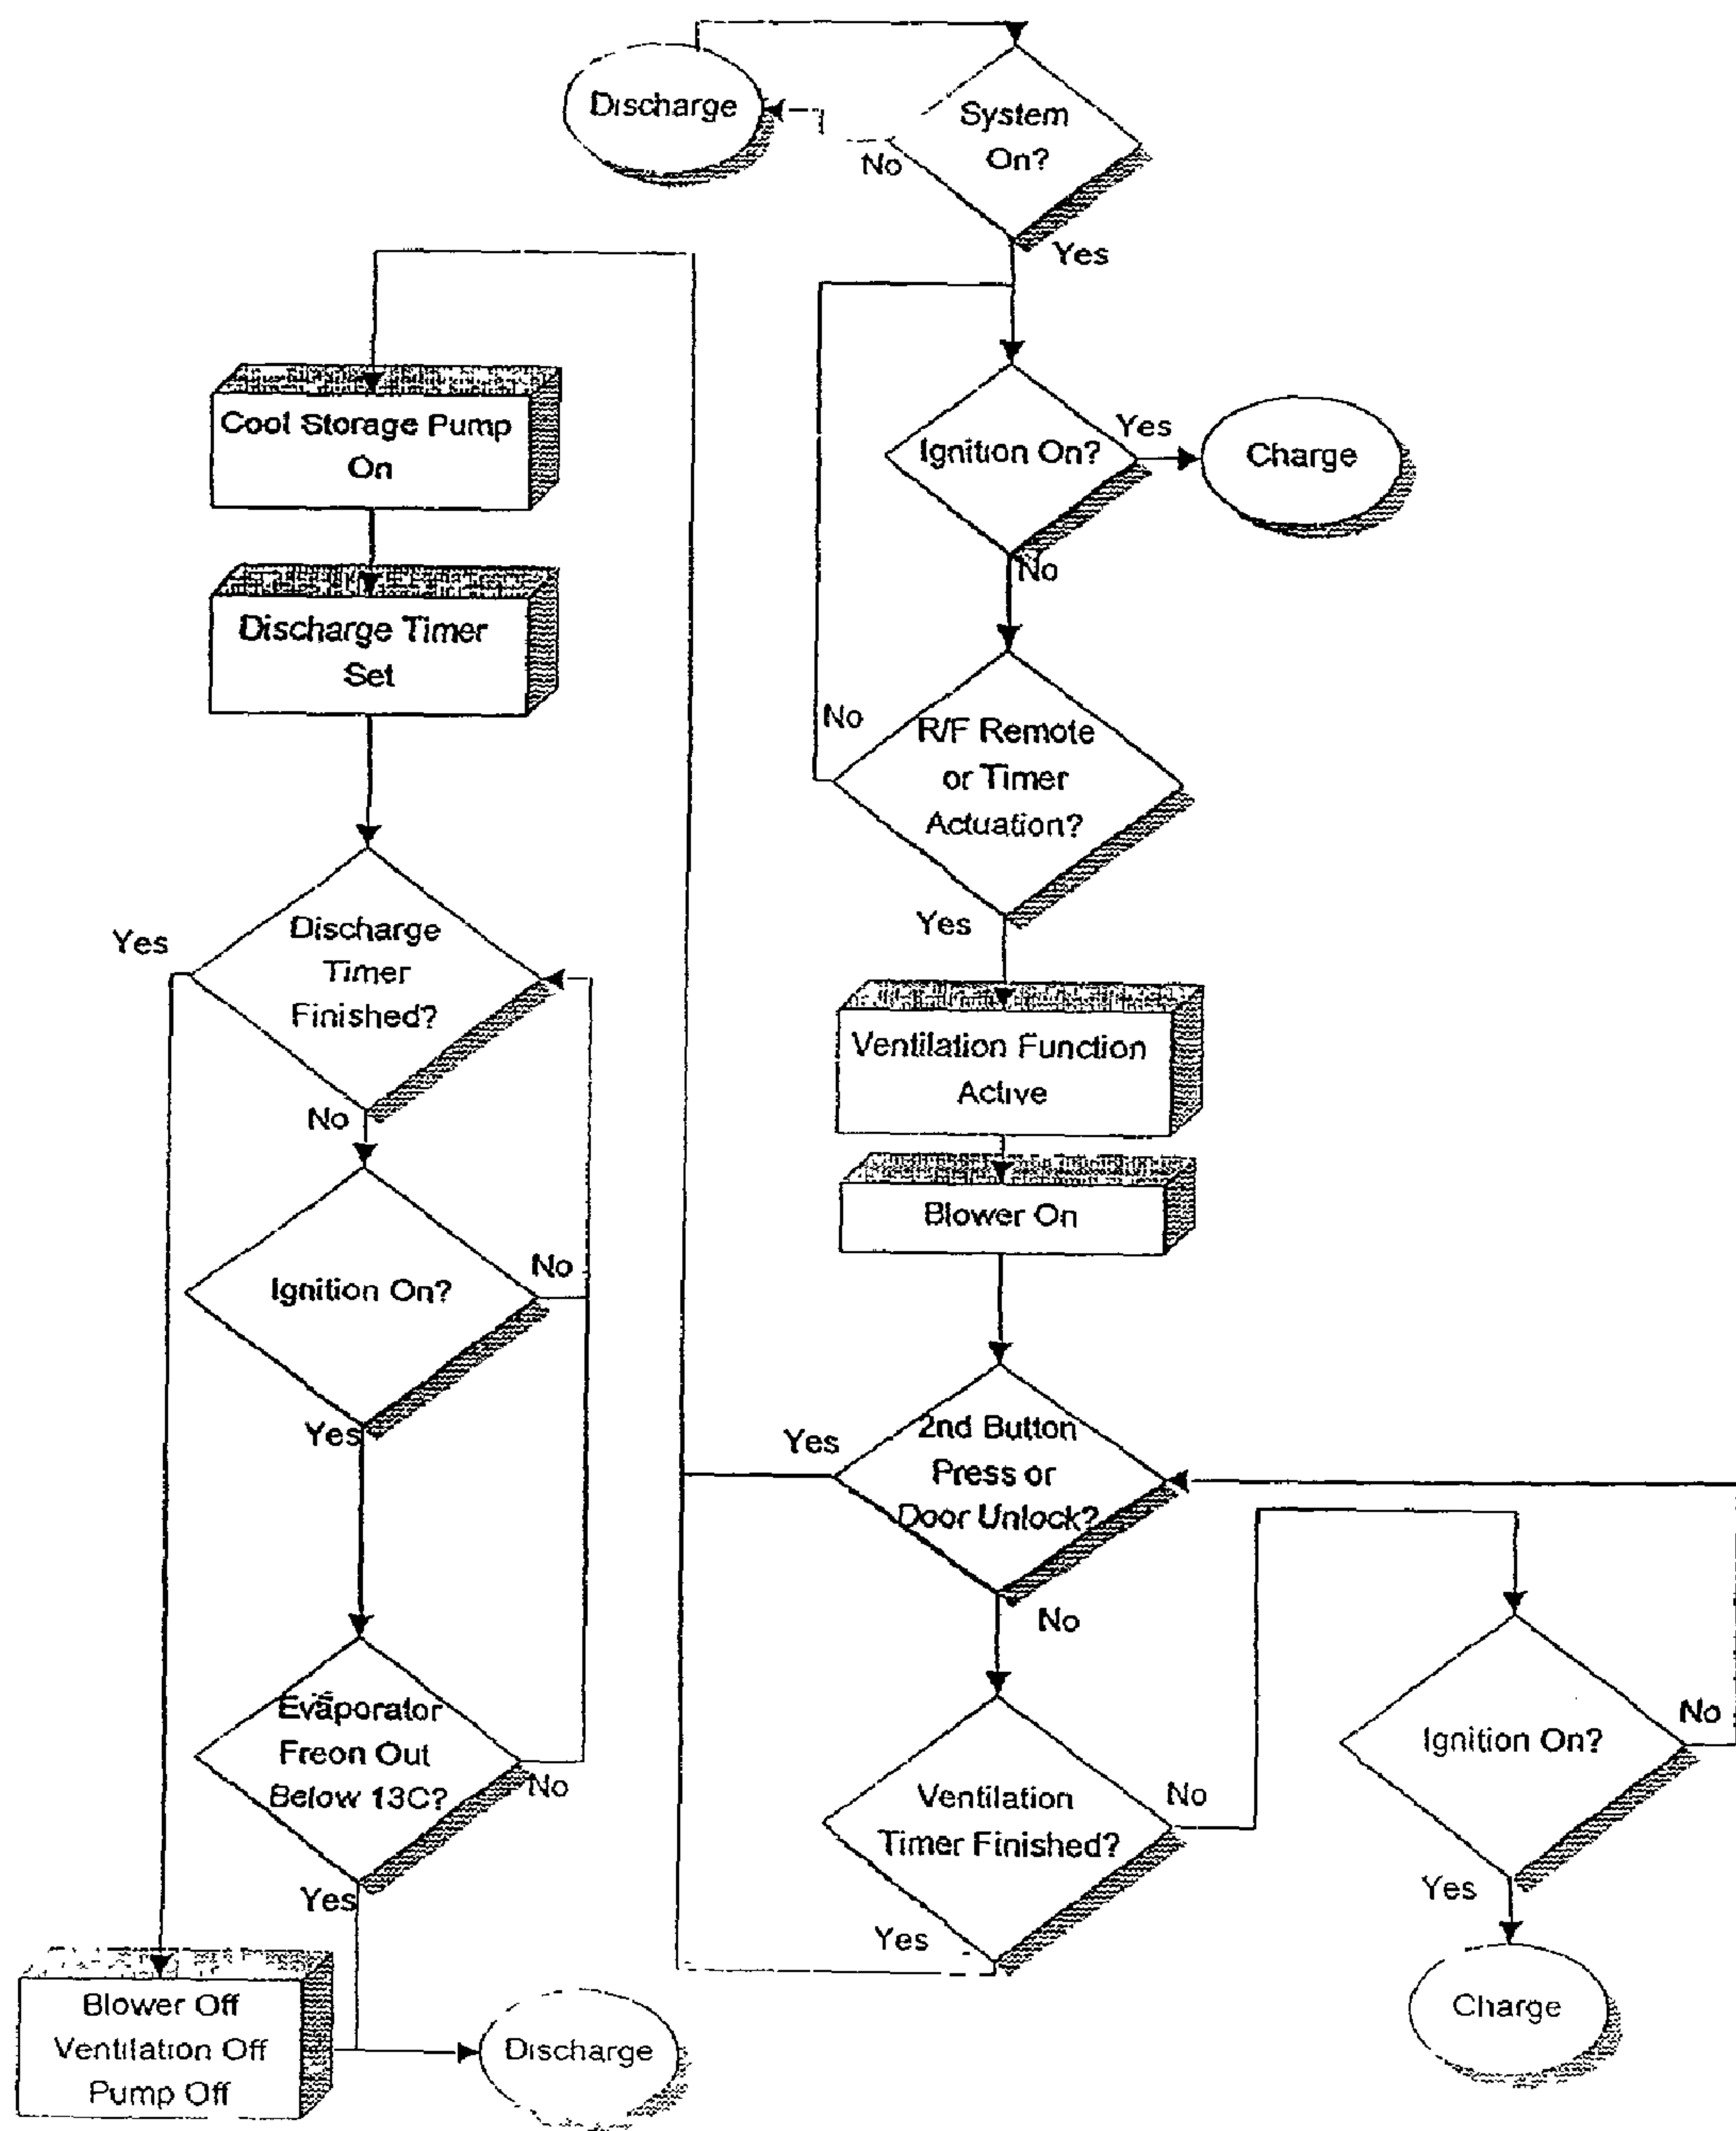 Discharge
System
On?
No
Yes
Ignition On?
Yes
Charge
No
R/F Remote
or Timer
Actuation?
No
Yes
Ventilation Function
Active
Blower On
2nd Button
Press or
Door Unlock?
Yes
No
Ventilation
Timer Finished?
No
Yes
Ignition On?
No
Yes
Charge
Cool Storage Pump
On
Discharge Timer
Set
Discharge
Timer
Finished?
Yes
No
Ignition On?
No
Yes
Evaporator
Freon Out
Below 13C?
No
Yes
Blower Off
Ventilation Off
Pump Off
Discharge